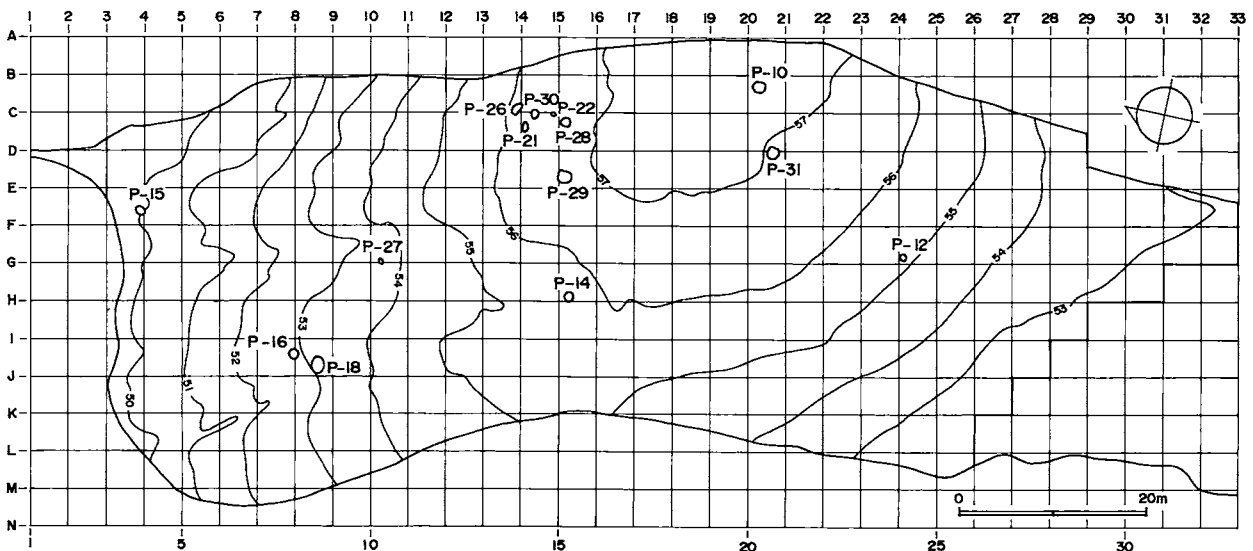 1 2 3 4 5 6 7 8 9 10 11 12 13 14 15 16 17 18 19 20 21 22 23 24 25 26 27 28 29 30 31 32 33
A
B
P-10
C
P-26
P-30
P-22
P-21
P-28
57
D
P-31
E
P-15
P-29
57
56
F
56
55
55
P-12
G
P-27
54
54
P-14
H
53
53
I
P-16
52
P-18
J
51
50
K
L
M
0 20m
N
1 5 10 15 20 25 30